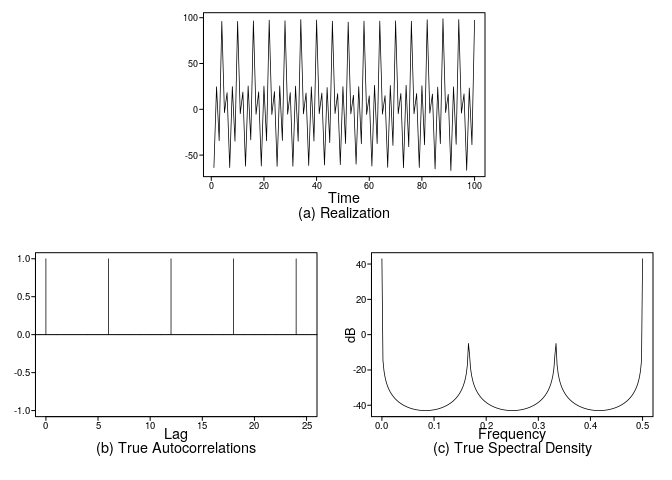 100
50
0
-50
0 20 40 60 80 100
Time
(a) Realization
1.0
0.5
0.0
-0.5
-1.0
0 5 10 15 20 25
Lag
(b) True Autocorrelations
dB
40
20
0
-20
-40
0.0 0.1 0.2 0.3 0.4 0.5
Frequency
(c) True Spectral Density